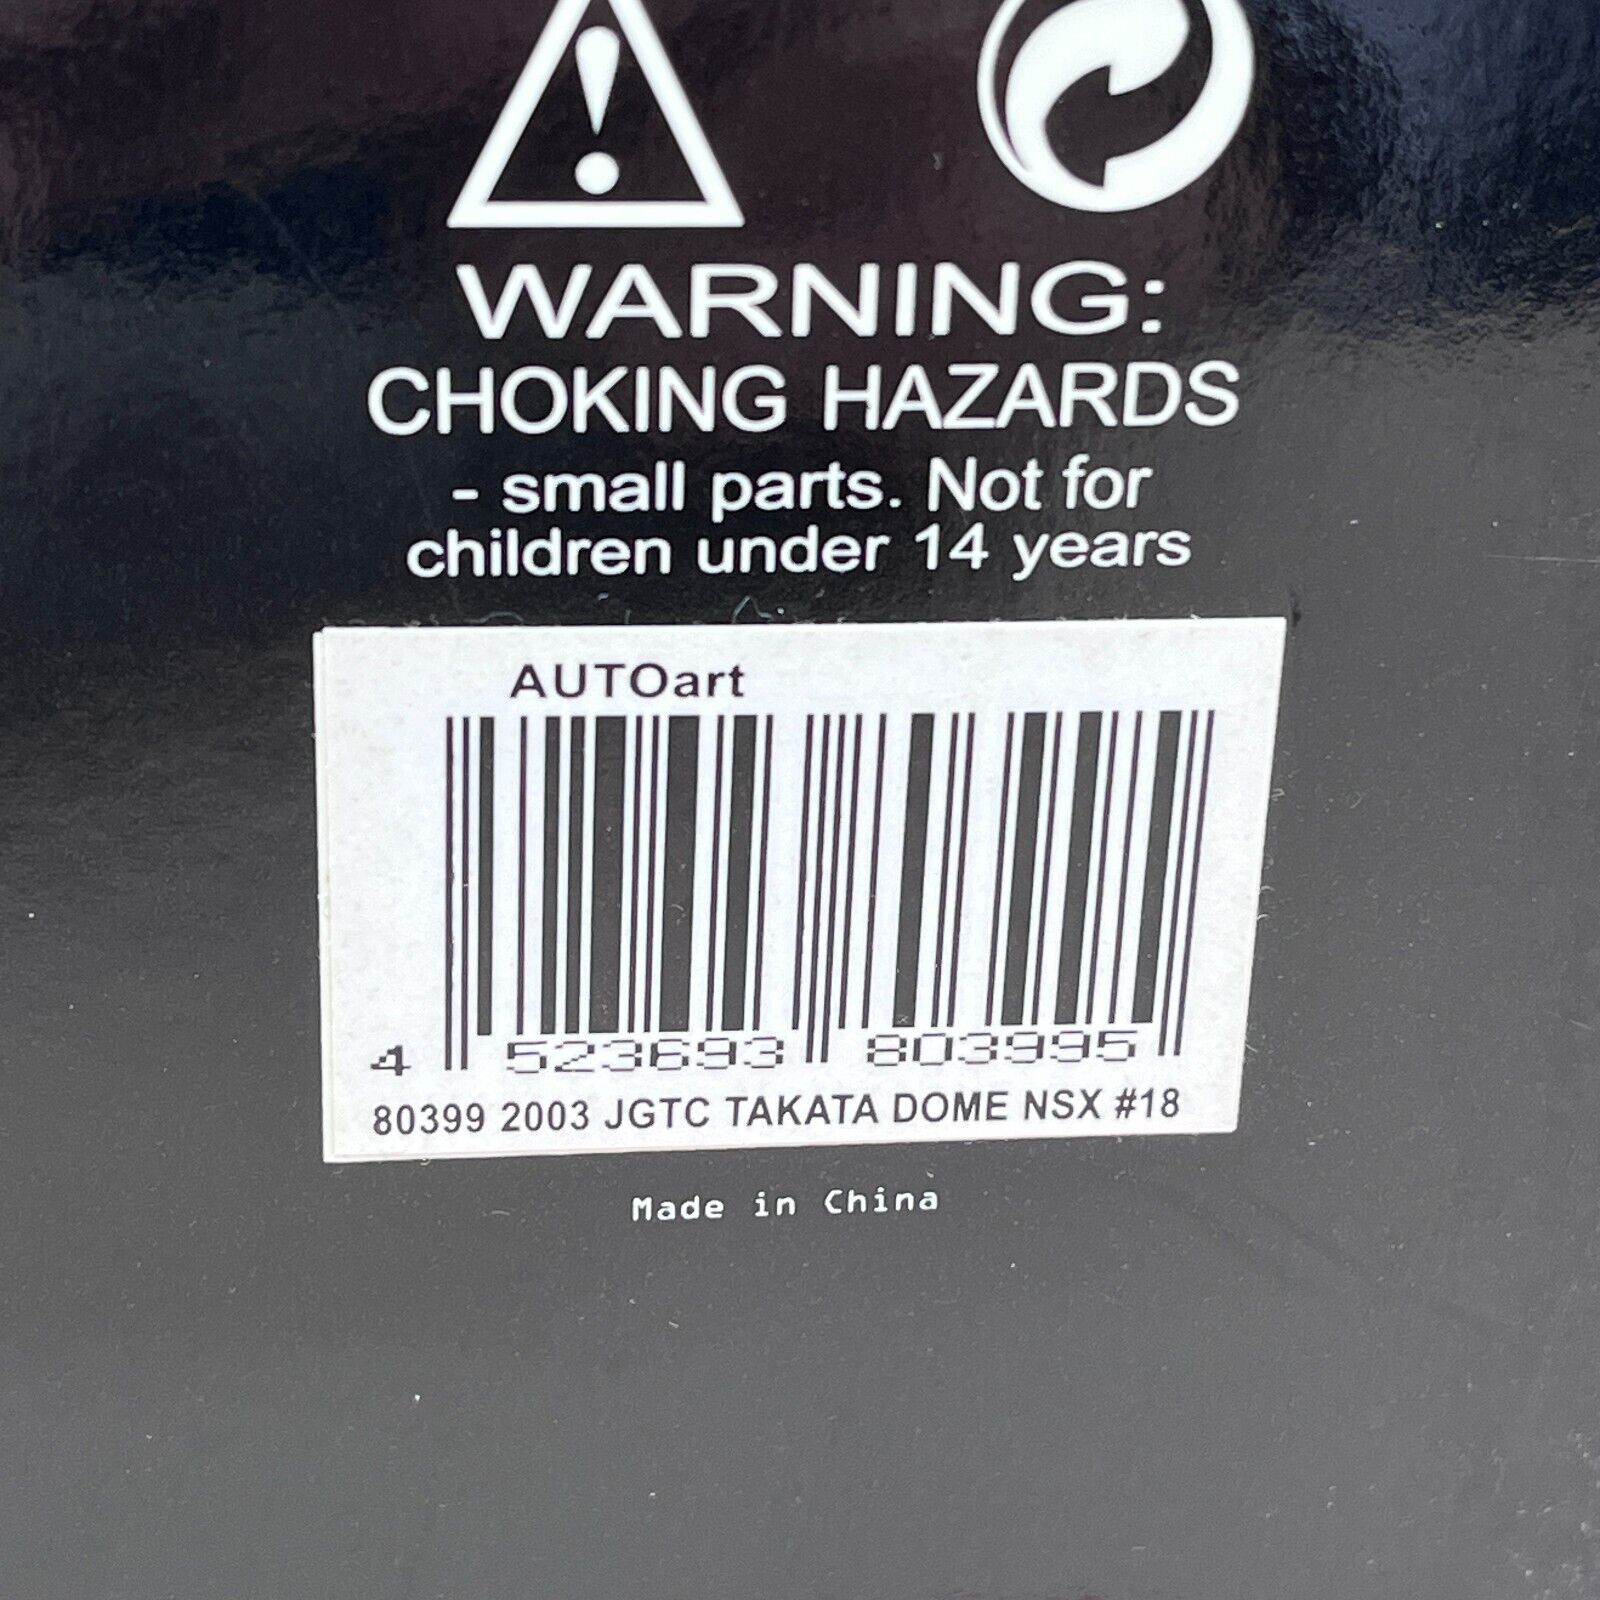 WARNING:
CHOKING HAZARDS
- small parts. Not for
children under 14 years
AUTOart
4 523693 803995
80399 2003 JGTC TAKATA DOME NSX #18
Made in China